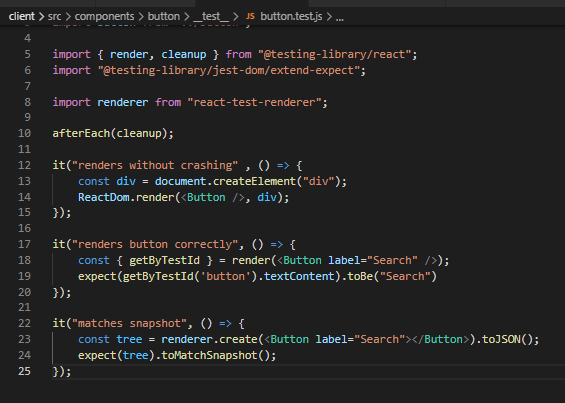 client > src > components > button > __test__ > JS button.test.js > ...
4
5 import { render, cleanup } from "@testing-library/react";
6 import "@testing-library/jest-dom/extend-expect";
7
8 import renderer from "react-test-renderer";
9
10 afterEach(cleanup);
11
12 it("renders without crashing" , () => {
13     const div = document.createElement("div");
14     ReactDom.render(<Button />, div);
15 });
16
17 it("renders button correctly", () => {
18     const { getByTestId } = render(<Button label="Search" />);
19     expect(getByTestId('button').textContent).toBe("Search")
20 });
21
22 it("matches snapshot", () => {
23     const tree = renderer.create(<Button label="Search"></Button>).toJSON();
24     expect(tree).toMatchSnapshot();
25 });